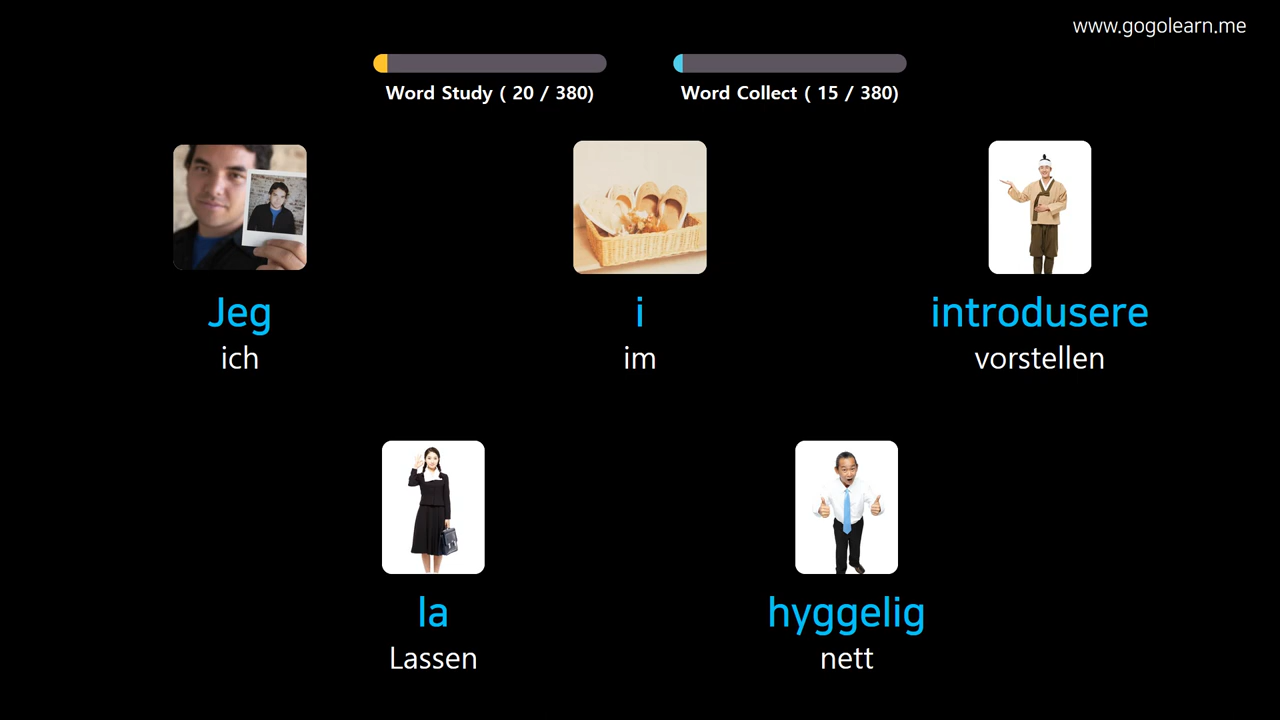 www.gogolearn.me
Word Study ( 20 / 380)
Word Collect ( 15 / 380)
Jeg
ich
i
im
introdusere
vorstellen
la
Lassen
hyggelig
nett